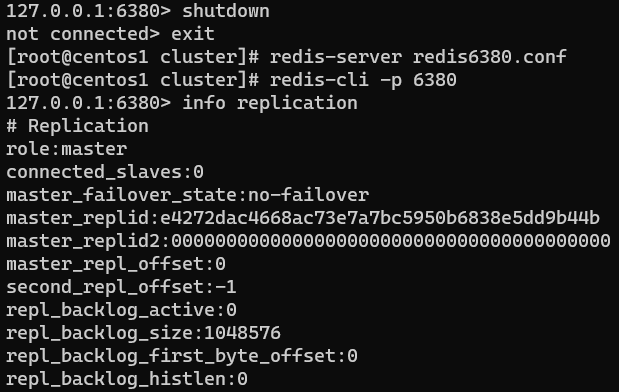 127.0.0.1:6380> shutdown
not connected> exit
[root@centos1 cluster]# redis-server redis6380.conf
[root@centos1 cluster]# redis-cli -p 6380
127.0.0.1:6380> info replication
# Replication
role:master
connected_slaves:0
master_failover_state:no-failover
master_replid:e4272dac4668ac73e7a7bc5950b6838e5dd9b44b
master_replid2:0000000000000000000000000000000000000000
master_repl_offset:0
second_repl_offset:-1
repl_backlog_active:0
repl_backlog_size:1048576
repl_backlog_first_byte_offset:0
repl_backlog_histlen:0